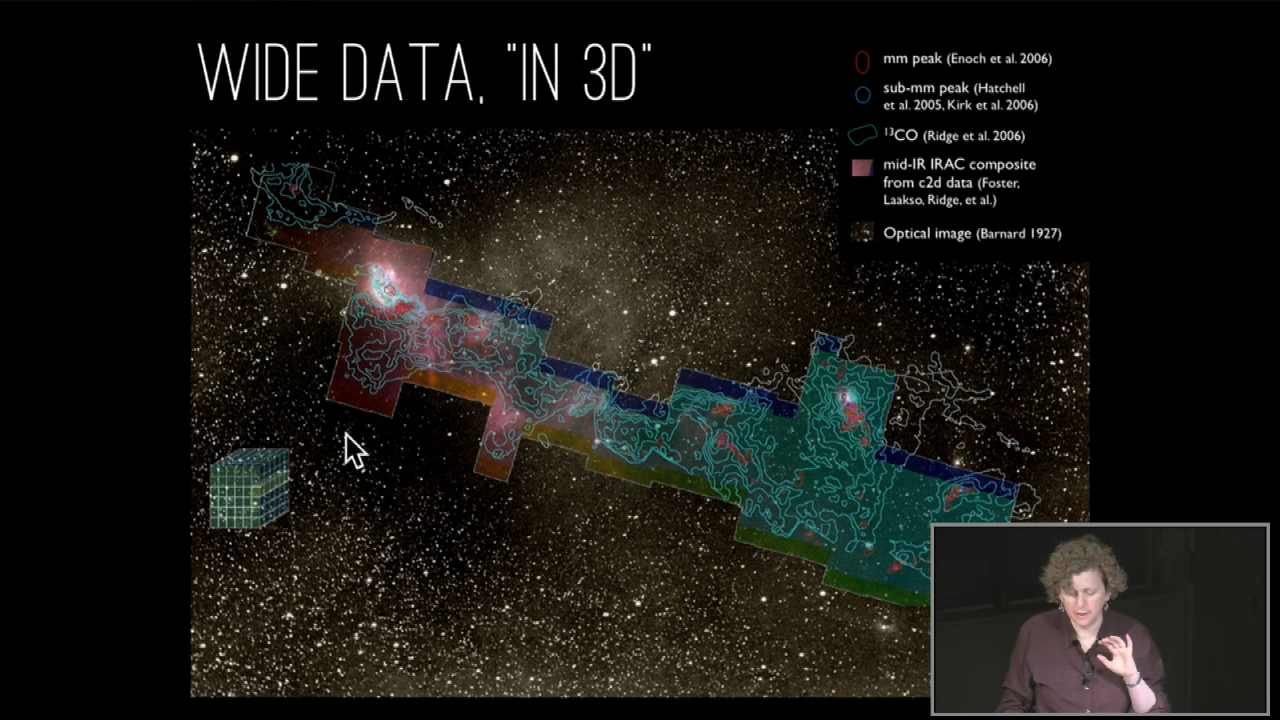 WIDE DATA, "IN 3D"
mm peak (Enoch et al. 2006)
sub-mm peak (Hatchell
et al. 2005, Kirk et al. 2006)
¹³CO (Ridge et al. 2006)
mid-IR IRAC composite
from c2d data (Foster,
Laakso, Ridge, et al.)
Optical image (Barnard 1927)